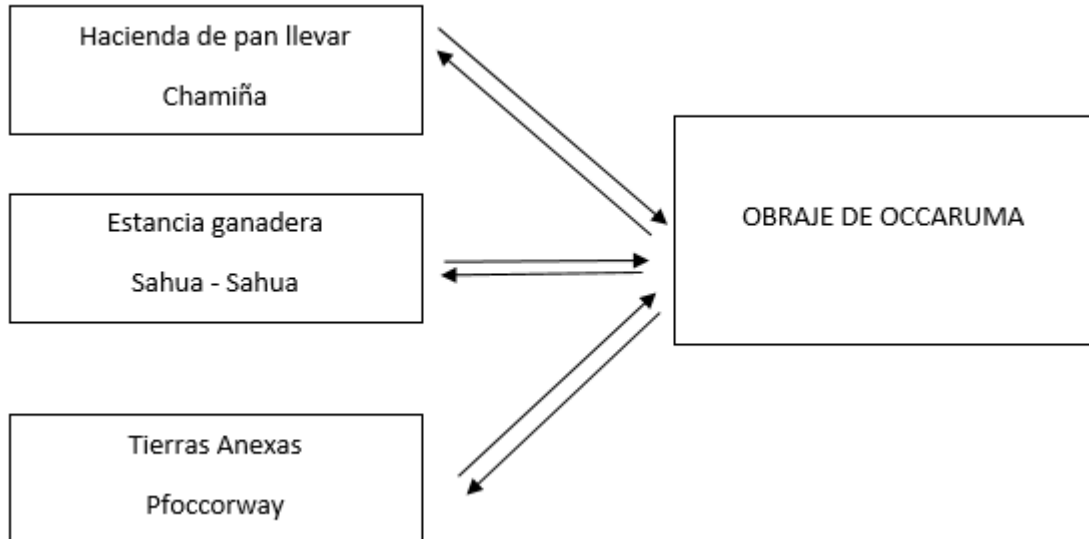 Hacienda de pan llevar
Chamiña
Estancia ganadera
Sahua - Sahua
OBRAJE DE OCCARUMA
Tierras Anexas
Pfoccorway